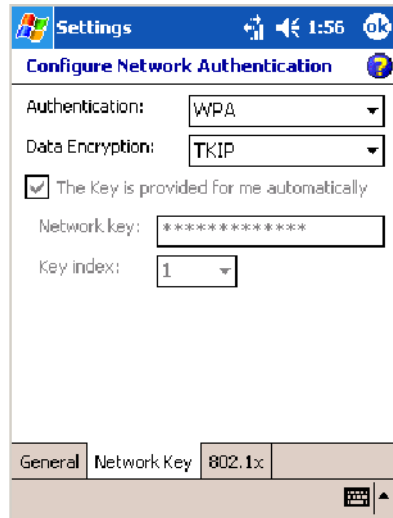 Settings 1:56 ok
Configure Network Authentication ?
Authentication: WPA
Data Encryption: TKIP
The Key is provided for me automatically
Network key: *************
Key index: 1
General Network Key 802.1x